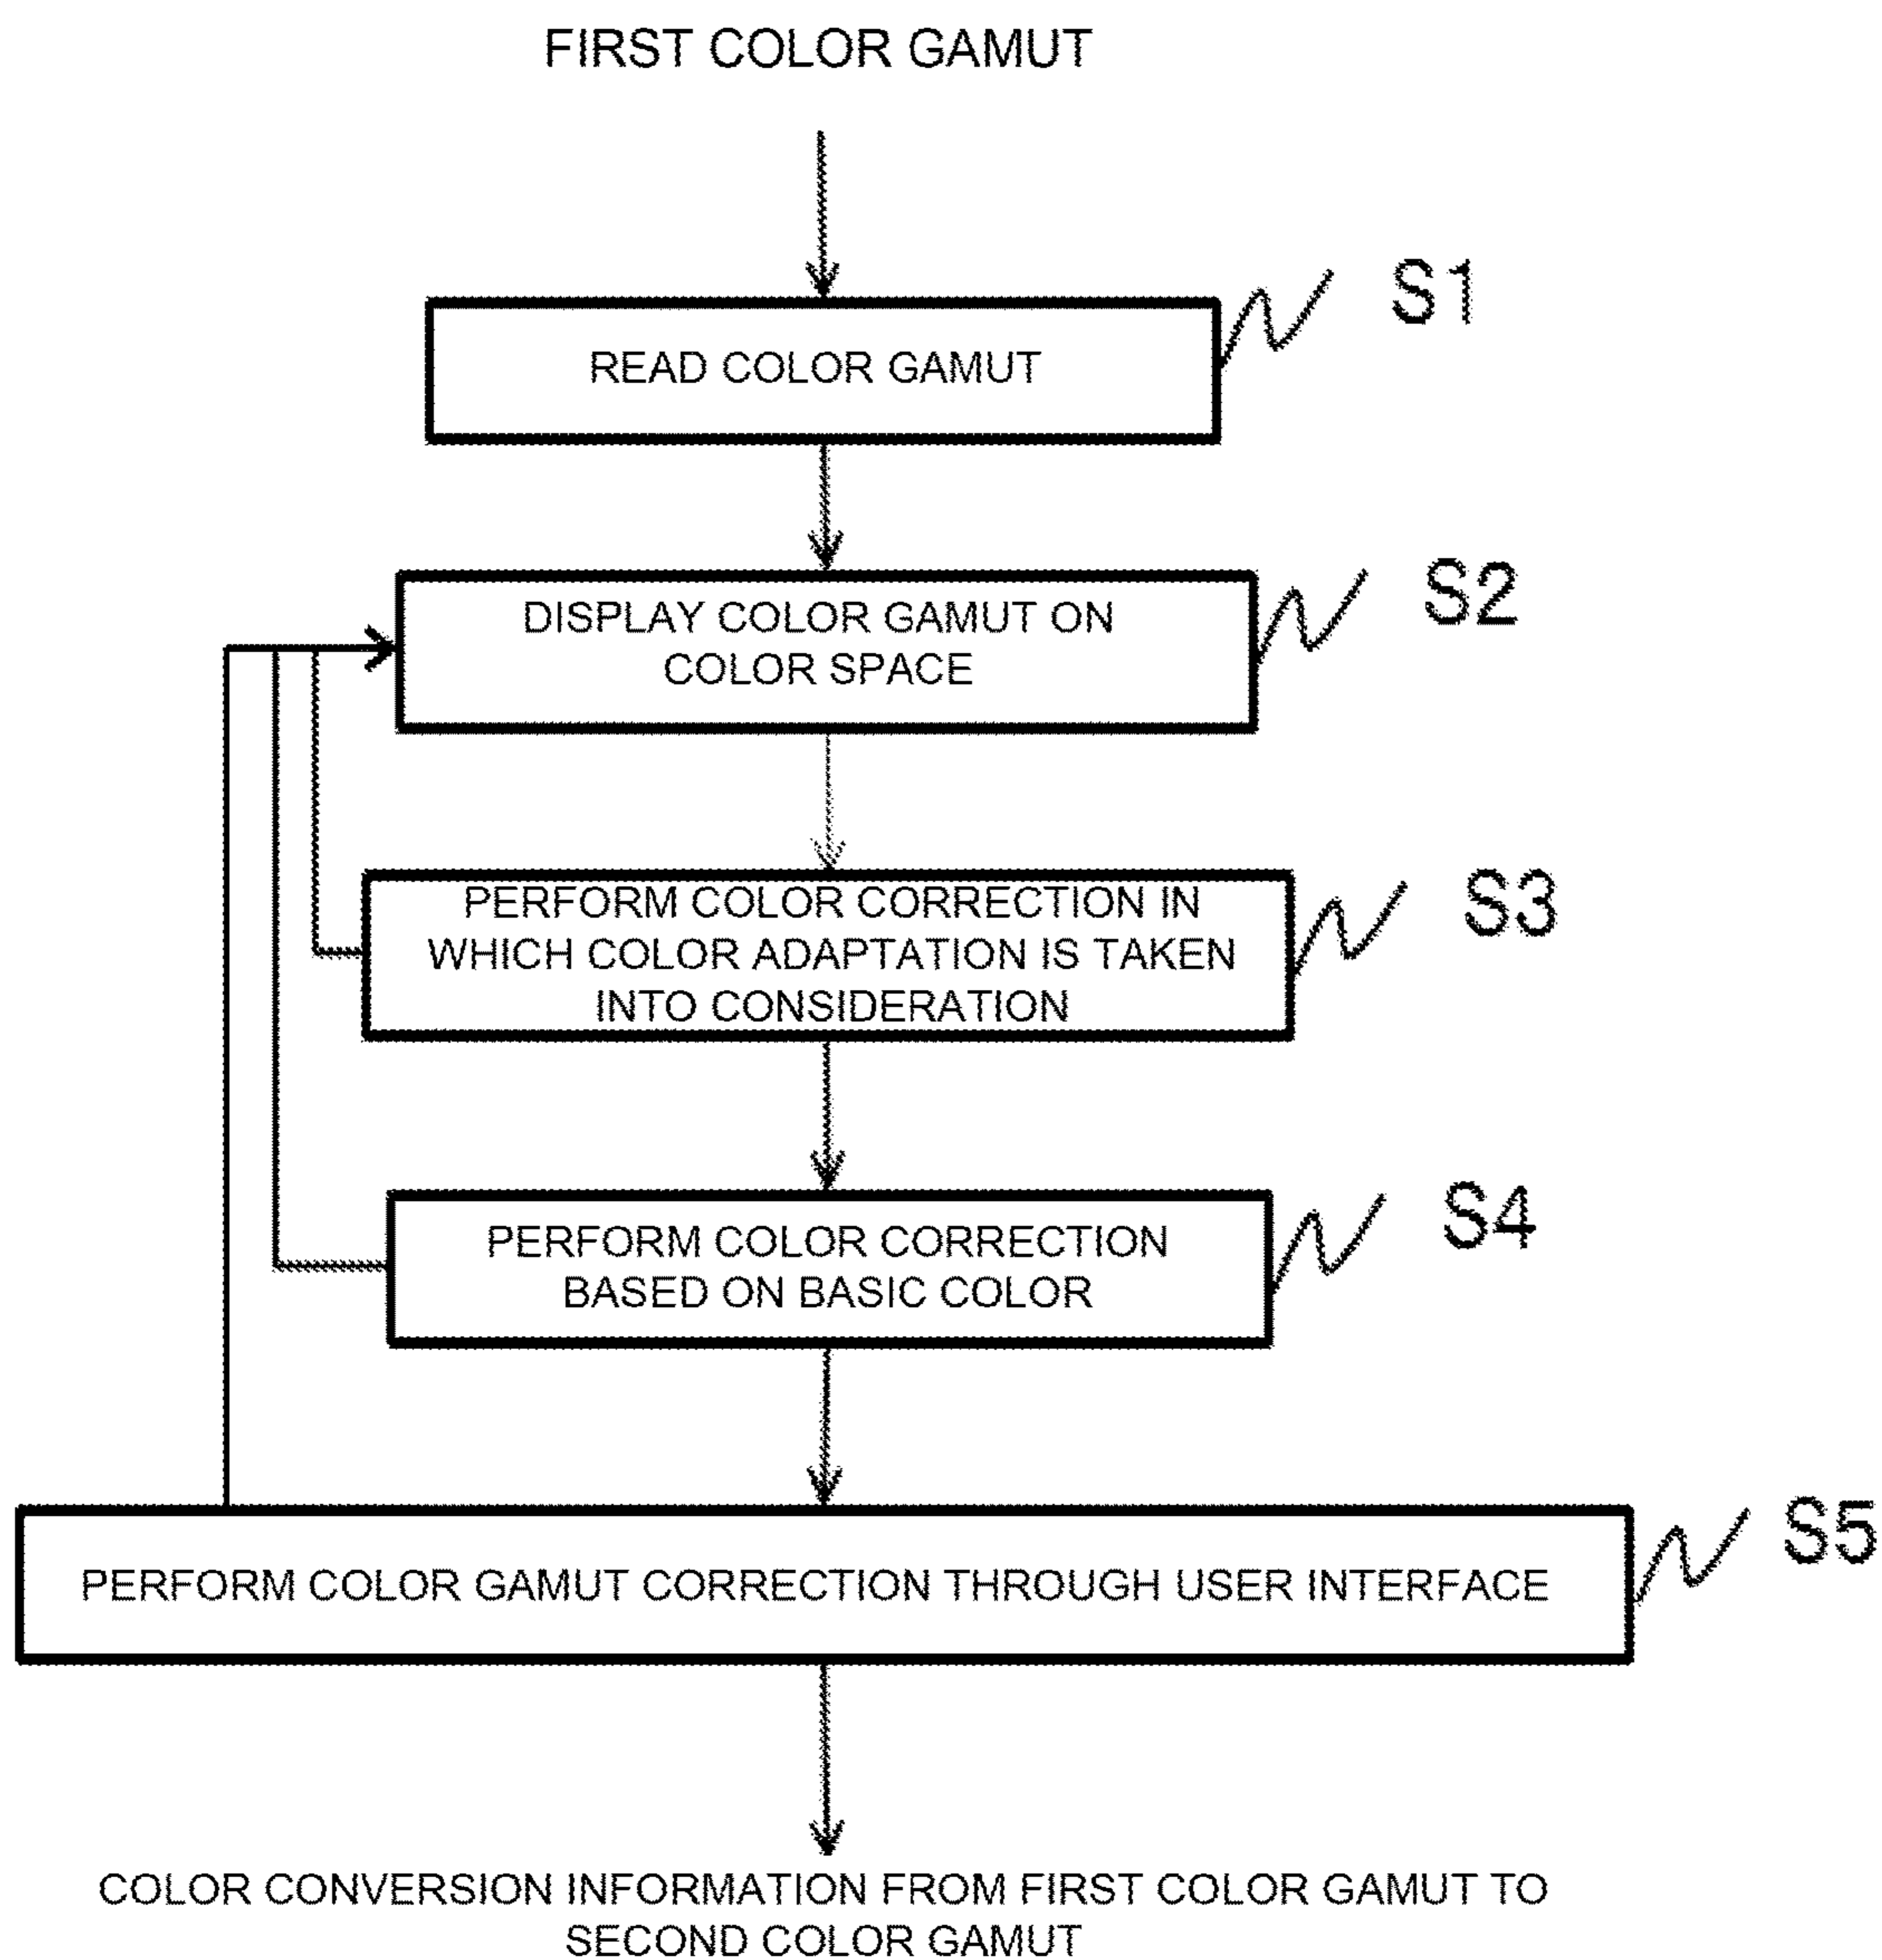 FIRST COLOR GAMUT
S1
READ COLOR GAMUT
S2
DISPLAY COLOR GAMUT ON
COLOR SPACE
S3
PERFORM COLOR CORRECTION IN
WHICH COLOR ADAPTATION IS TAKEN
INTO CONSIDERATION
S4
PERFORM COLOR CORRECTION
BASED ON BASIC COLOR
S5
PERFORM COLOR GAMUT CORRECTION THROUGH USER INTERFACE
COLOR CONVERSION INFORMATION FROM FIRST COLOR GAMUT TO
SECOND COLOR GAMUT